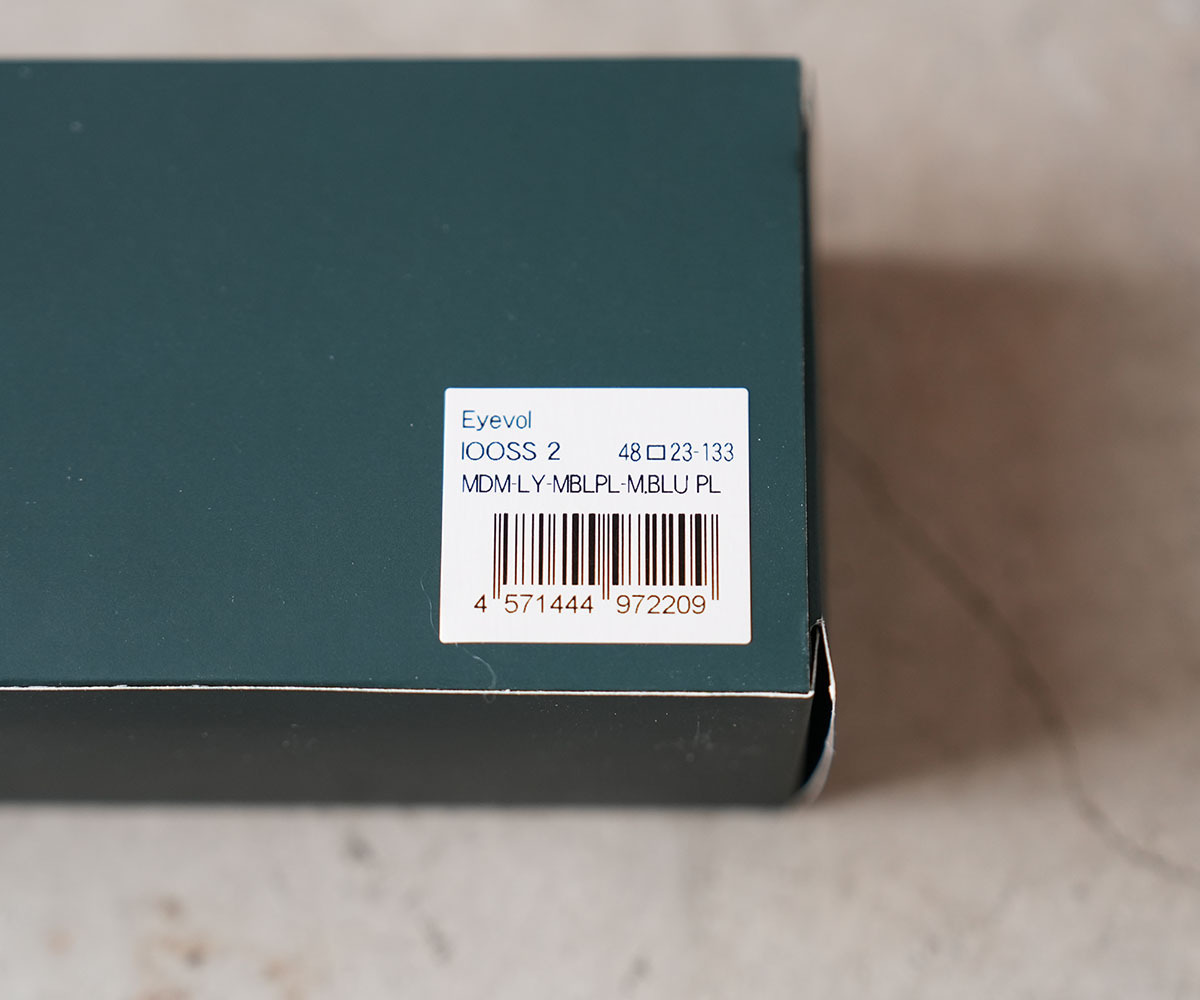 Eyevol
IOOSS 2 48□23-133
MDM-LY-MBLPL-M.BLU PL
4 571444 972209